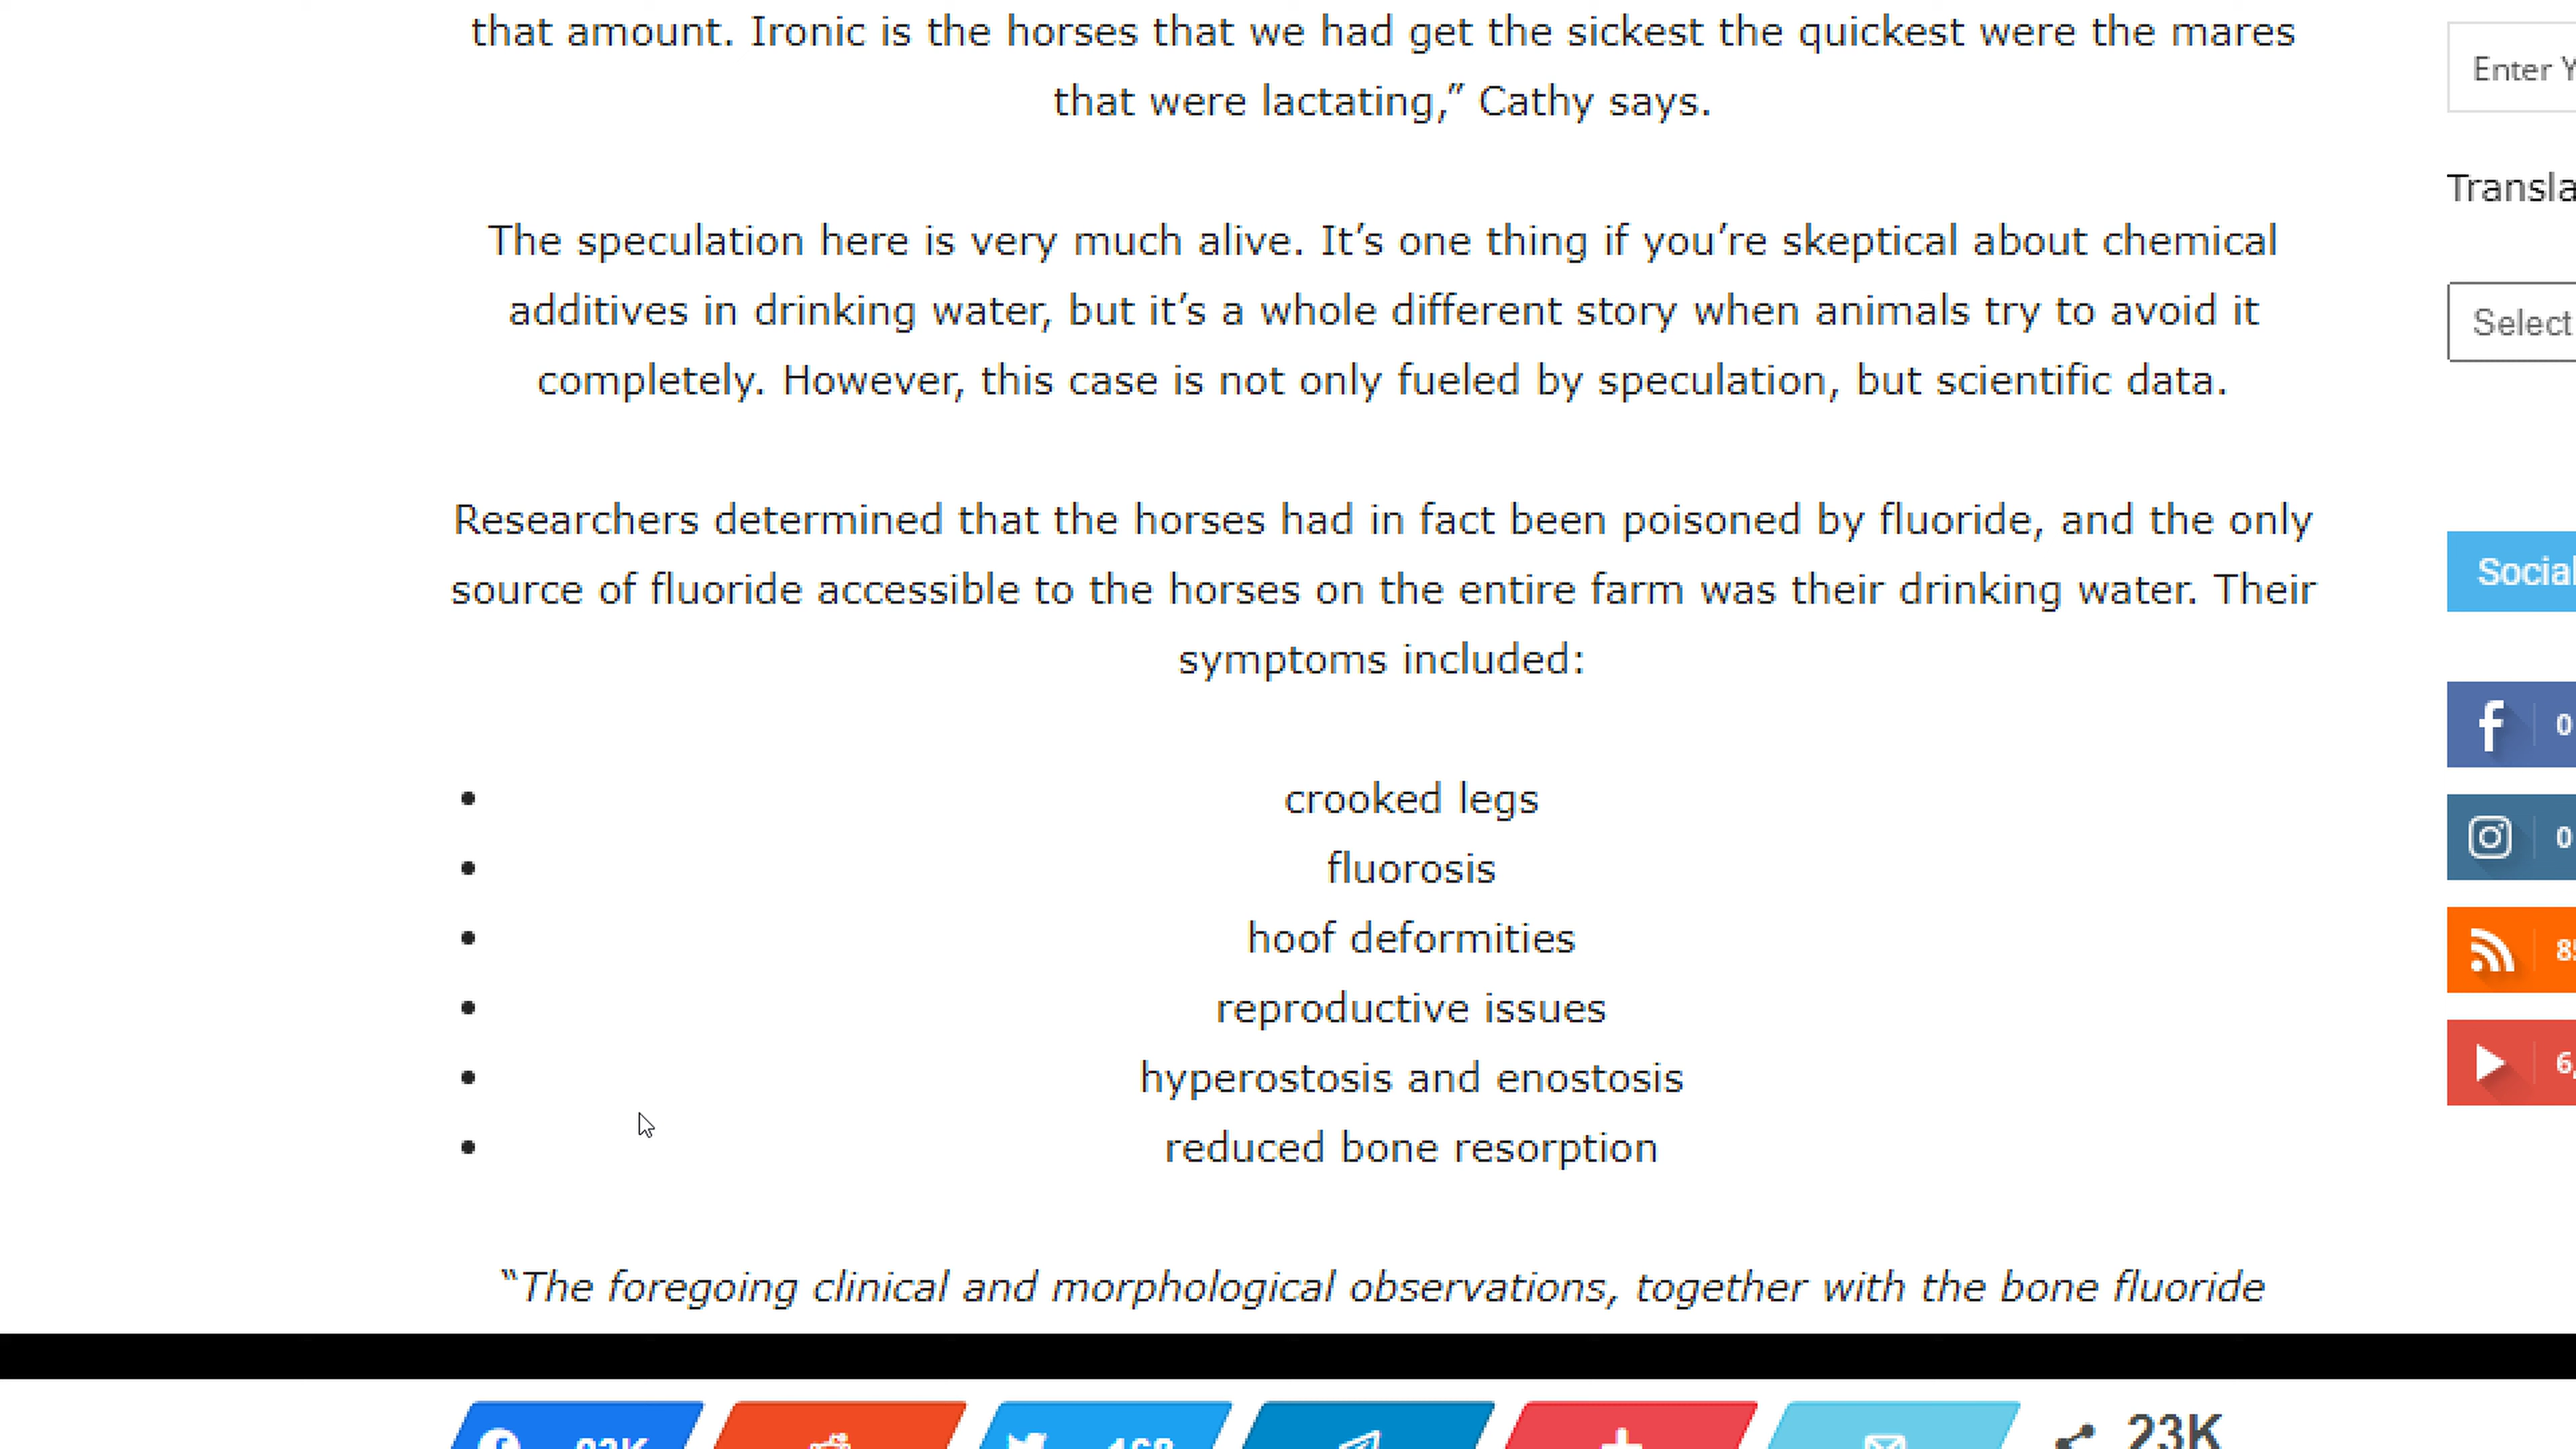 that amount. Ironic is the horses that we had get the sickest the quickest were the mares
that were lactating,” Cathy says.
The speculation here is very much alive. It’s one thing if you’re skeptical about chemical
additives in drinking water, but it’s a whole different story when animals try to avoid it
completely. However, this case is not only fueled by speculation, but scientific data.
Researchers determined that the horses had in fact been poisoned by fluoride, and the only
source of fluoride accessible to the horses on the entire farm was their drinking water. Their
symptoms included:
• crooked legs
• fluorosis
• hoof deformities
• reproductive issues
• hyperostosis and enostosis
• reduced bone resorption
“The foregoing clinical and morphological observations, together with the bone fluoride
Enter
Select
Social
0
0
23K